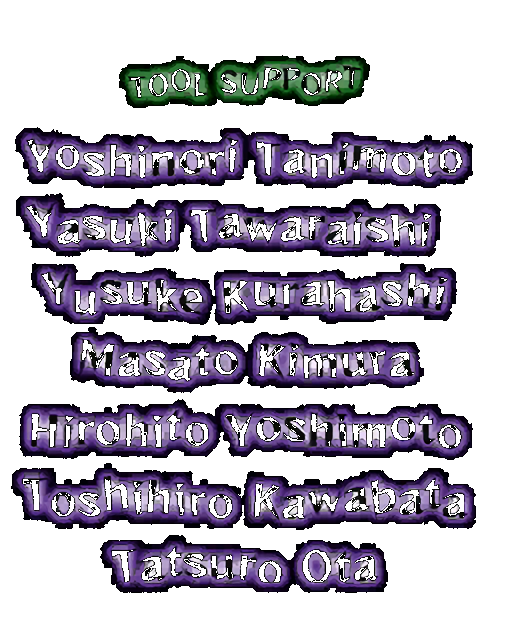 TOOL SUPPORT
Yoshinori Tanimoto
Yasuki Tawaraishi
Yusuke Kurahashi
Masato Kimura
Hirohito Yoshimoto
Toshihiro Kawabata
Tatsuro Ota